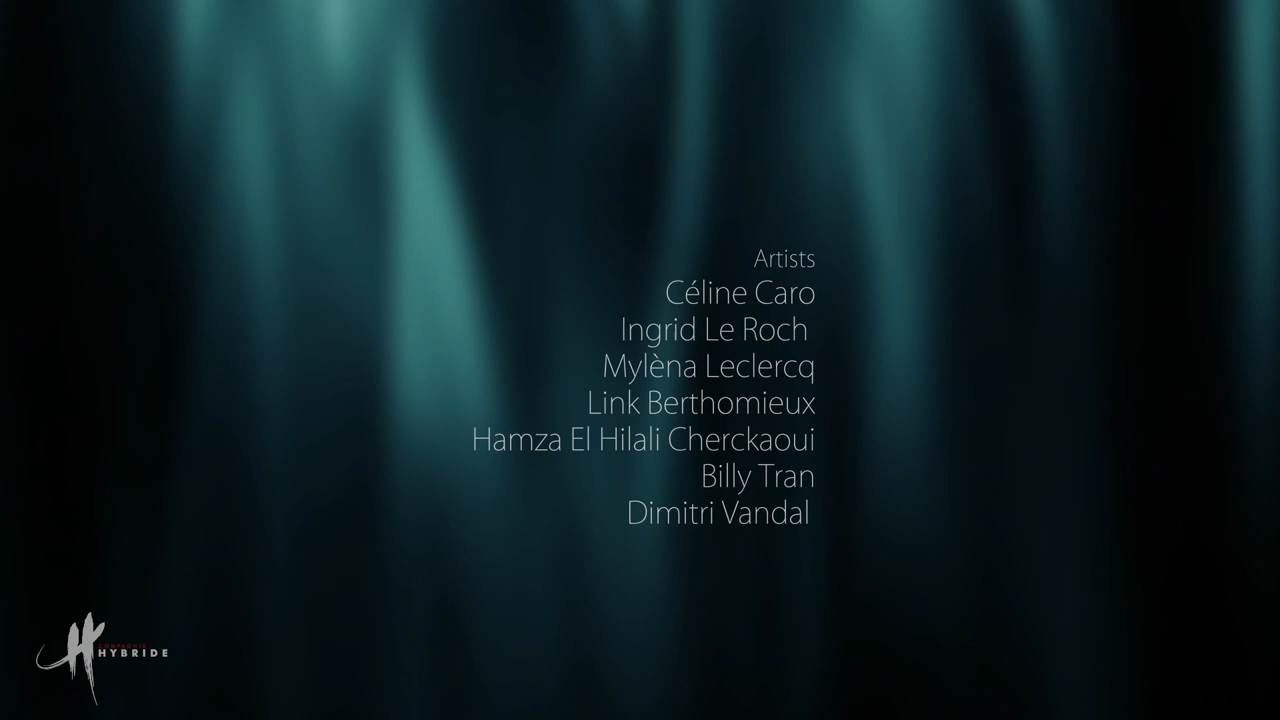 Artists
Céline Caro
Ingrid Le Roch
Mylèna Leclercq
Link Berthomieux
Hamza El Hilali Cherckaoui
Billy Tran
Dimitri Vandal
COMPAGNIE
HYBRIDE